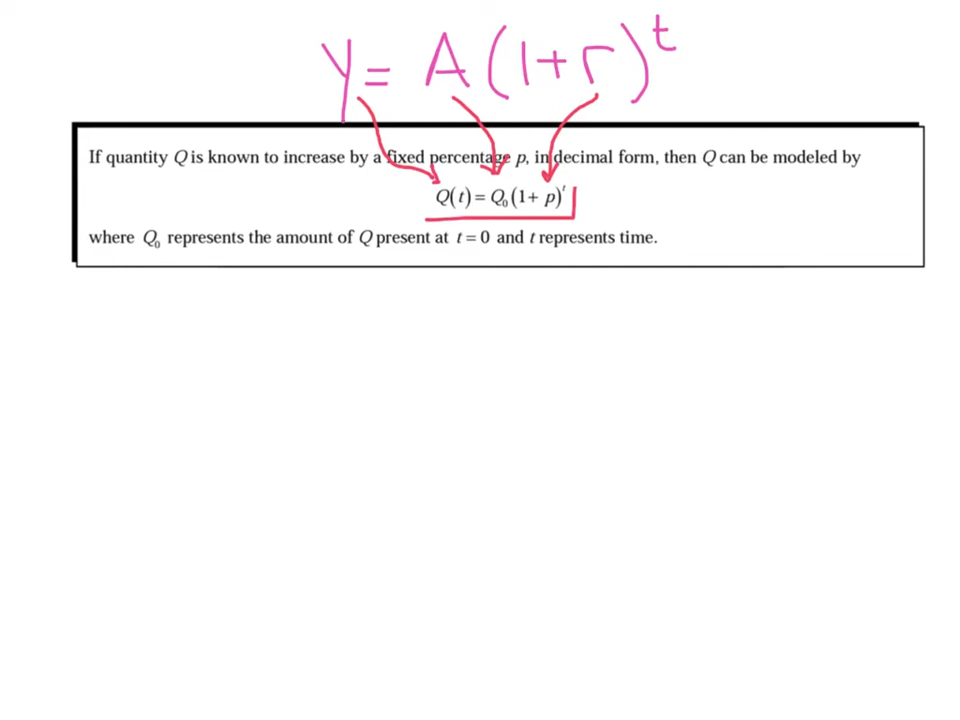 y = A(1+r)^t
If quantity Q is known to increase by a fixed percentage p, in decimal form, then Q can be modeled by
Q(t) = Q₀(1+ p)^t
where Q₀ represents the amount of Q present at t = 0 and t represents time.